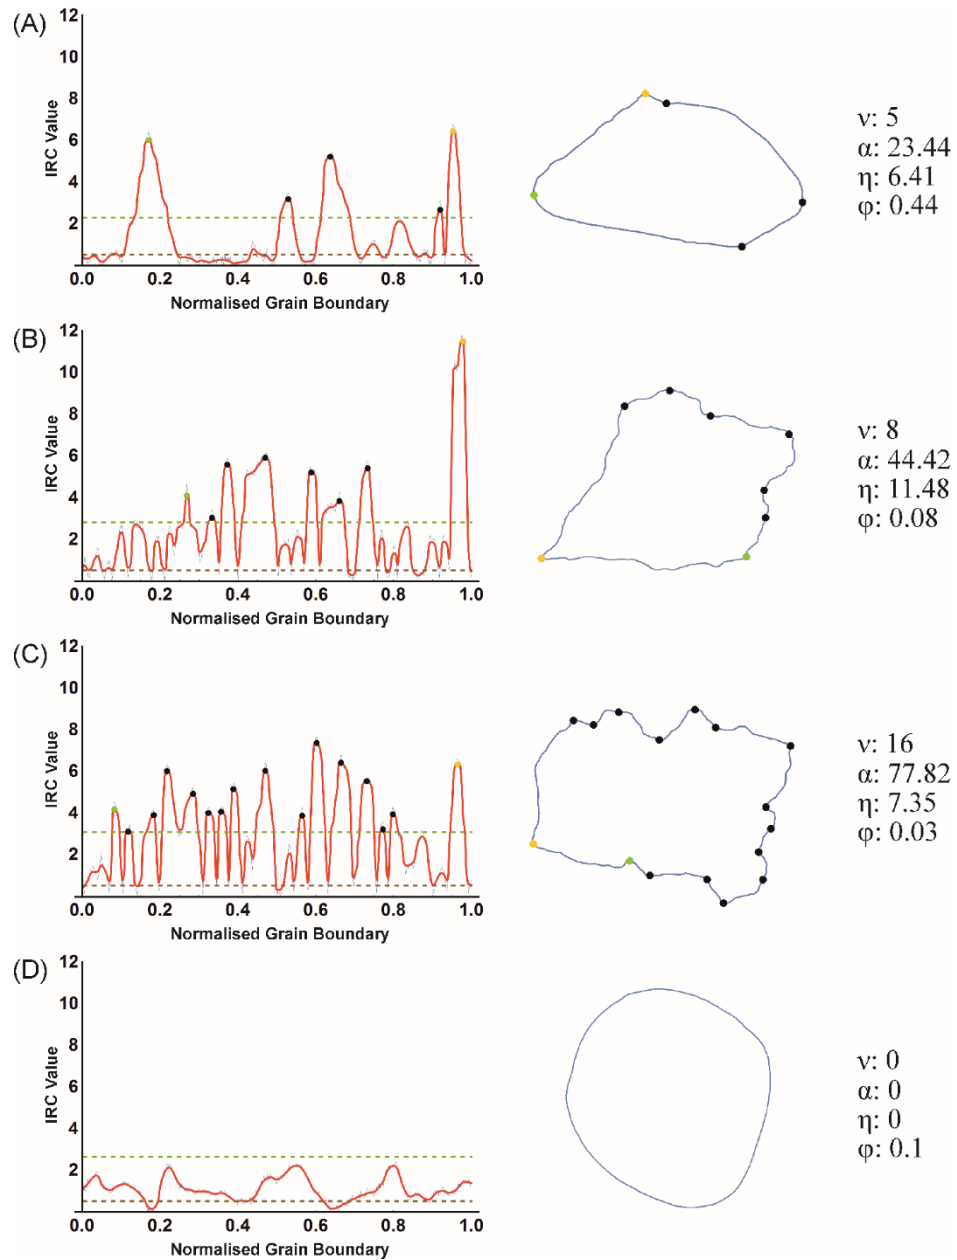 (A)
12
10
8
6
4
2
IRC Value
0.0 0.2 0.4 0.6 0.8 1.0
Normalised Grain Boundary
ν: 5
α: 23.44
η: 6.41
φ: 0.44
(B)
12
10
8
6
4
2
IRC Value
0.0 0.2 0.4 0.6 0.8 1.0
Normalised Grain Boundary
ν: 8
α: 44.42
η: 11.48
φ: 0.08
(C)
12
10
8
6
4
2
IRC Value
0.0 0.2 0.4 0.6 0.8 1.0
Normalised Grain Boundary
ν: 16
α: 77.82
η: 7.35
φ: 0.03
(D)
12
10
8
6
4
2
IRC Value
0.0 0.2 0.4 0.6 0.8 1.0
Normalised Grain Boundary
ν: 0
α: 0
η: 0
φ: 0.1